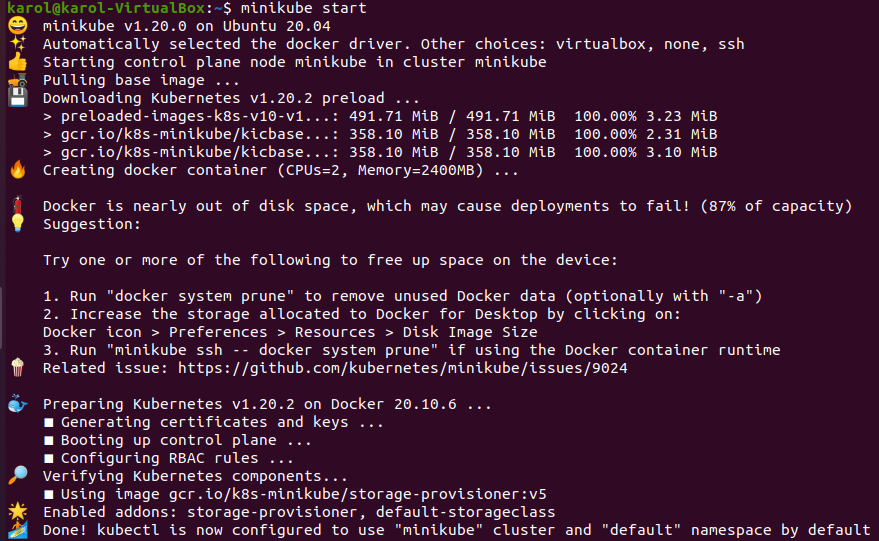 karol@karol-VirtualBox:~$ minikube start
😄 minikube v1.20.0 on Ubuntu 20.04
✨ Automatically selected the docker driver. Other choices: virtualbox, none, ssh
👍 Starting control plane node minikube in cluster minikube
🚜 Pulling base image ...
💾 Downloading Kubernetes v1.20.2 preload ...
> preloaded-images-k8s-v10-v1...: 491.71 MiB / 491.71 MiB 100.00% 3.23 MiB
> gcr.io/k8s-minikube/kicbase...: 358.10 MiB / 358.10 MiB 100.00% 2.31 MiB
> gcr.io/k8s-minikube/kicbase...: 358.10 MiB / 358.10 MiB 100.00% 3.10 MiB
🔥 Creating docker container (CPUs=2, Memory=2400MB) ...
🧨 Docker is nearly out of disk space, which may cause deployments to fail! (87% of capacity)
💡 Suggestion:
Try one or more of the following to free up space on the device:
1. Run "docker system prune" to remove unused Docker data (optionally with "-a")
2. Increase the storage allocated to Docker for Desktop by clicking on:
Docker icon > Preferences > Resources > Disk Image Size
3. Run "minikube ssh -- docker system prune" if using the Docker container runtime
🍿 Related issue: https://github.com/kubernetes/minikube/issues/9024
🐳 Preparing Kubernetes v1.20.2 on Docker 20.10.6 ...
▪ Generating certificates and keys ...
▪ Booting up control plane ...
▪ Configuring RBAC rules ...
🔎 Verifying Kubernetes components...
▪ Using image gcr.io/k8s-minikube/storage-provisioner:v5
🌟 Enabled addons: storage-provisioner, default-storageclass
🏄 Done! kubectl is now configured to use "minikube" cluster and "default" namespace by default